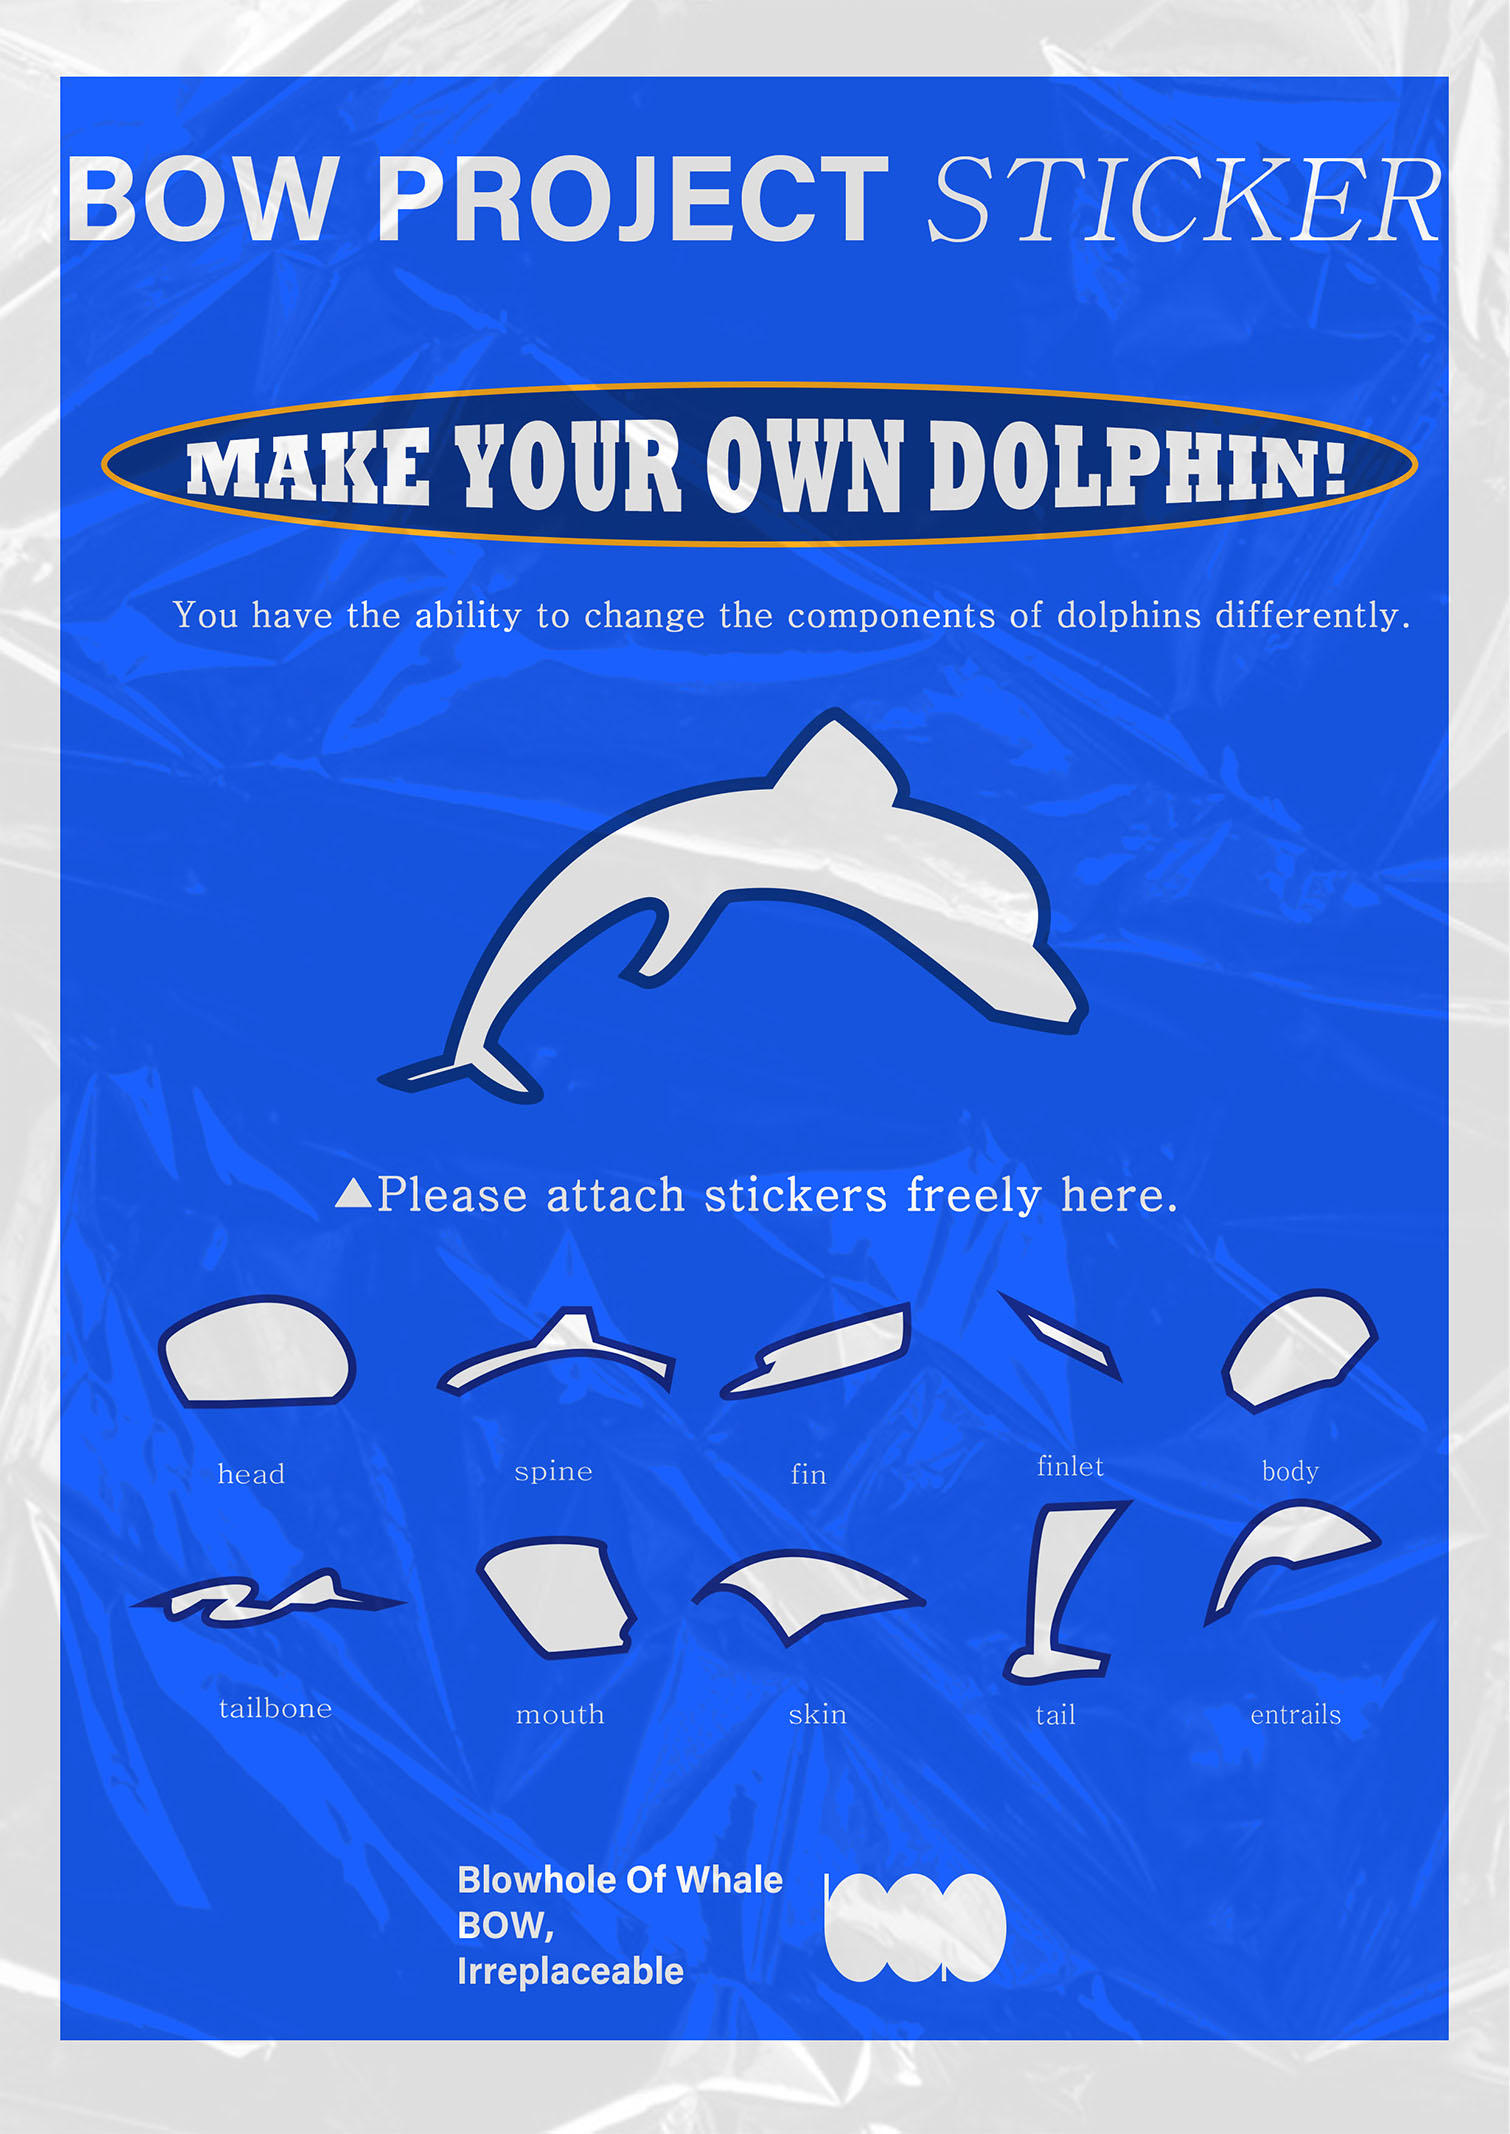 BOW PROJECT STICKER
MAKE YOUR OWN DOLPHIN!
You have the ability to change the components of dolphins differently.
▲Please attach stickers freely here.
head spine fin finlet body
tailbone mouth skin tail entrails
Blowhole Of Whale
BOW,
Irreplaceable